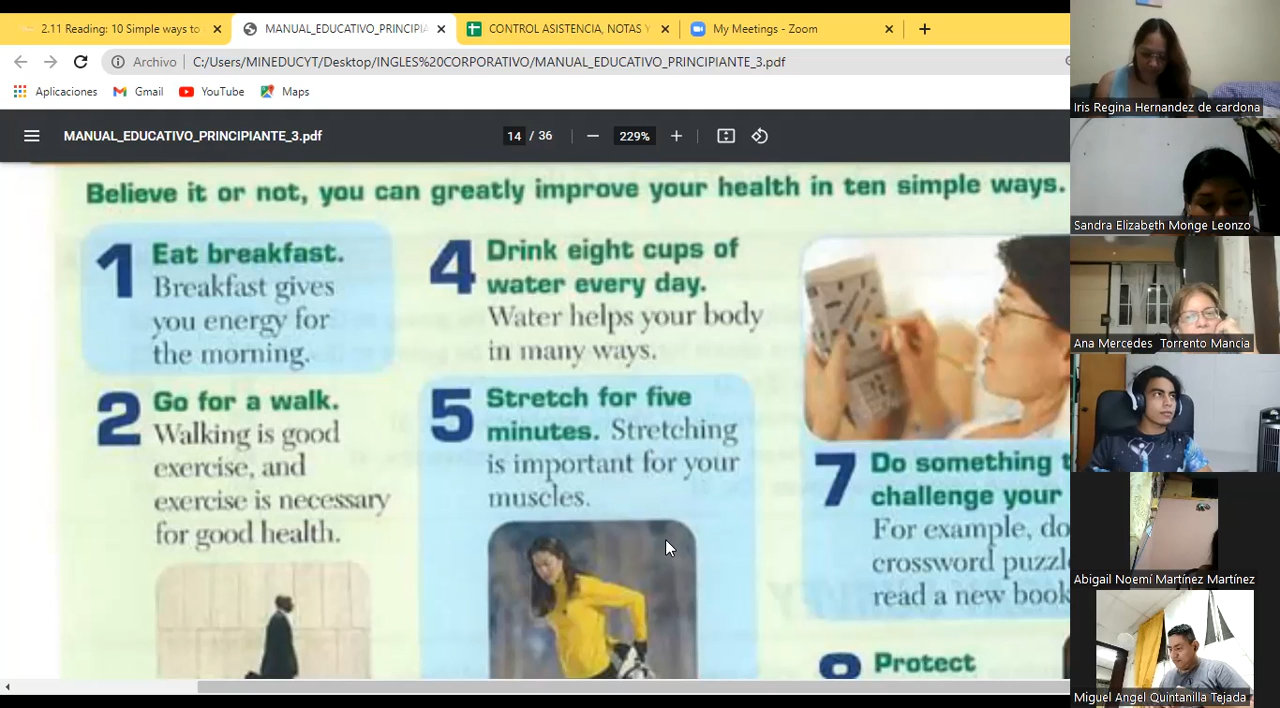 2.11 Reading: 10 Simple ways to
MANUAL_EDUCATIVO_PRINCIPIA
CONTROL ASISTENCIA, NOTAS Y
My Meetings - Zoom
Archivo
C:/Users/MINEDUCYT/Desktop/INGLES%20CORPORATIVO/MANUAL_EDUCATIVO_PRINCIPIANTE_3.pdf
Aplicaciones
Gmail
YouTube
Maps
MANUAL_EDUCATIVO_PRINCIPIANTE_3.pdf
14 / 36
229%
Believe it or not, you can greatly improve your health in ten simple ways.
1 Eat breakfast.
Breakfast gives
you energy for
the morning.
2 Go for a walk.
Walking is good
exercise, and
exercise is necessary
for good health.
4 Drink eight cups of
water every day.
Water helps your body
in many ways.
5 Stretch for five
minutes. Stretching
is important for your
muscles.
7 Do something t
challenge your
For example, do
crossword puzzl
read a new book
8 Protect
Iris Regina Hernandez de cardona
Sandra Elizabeth Monge Leonzo
Ana Mercedes Torrento Mancia
Abigail Noemí Martínez Martínez
Miguel Angel Quintanilla Tejada